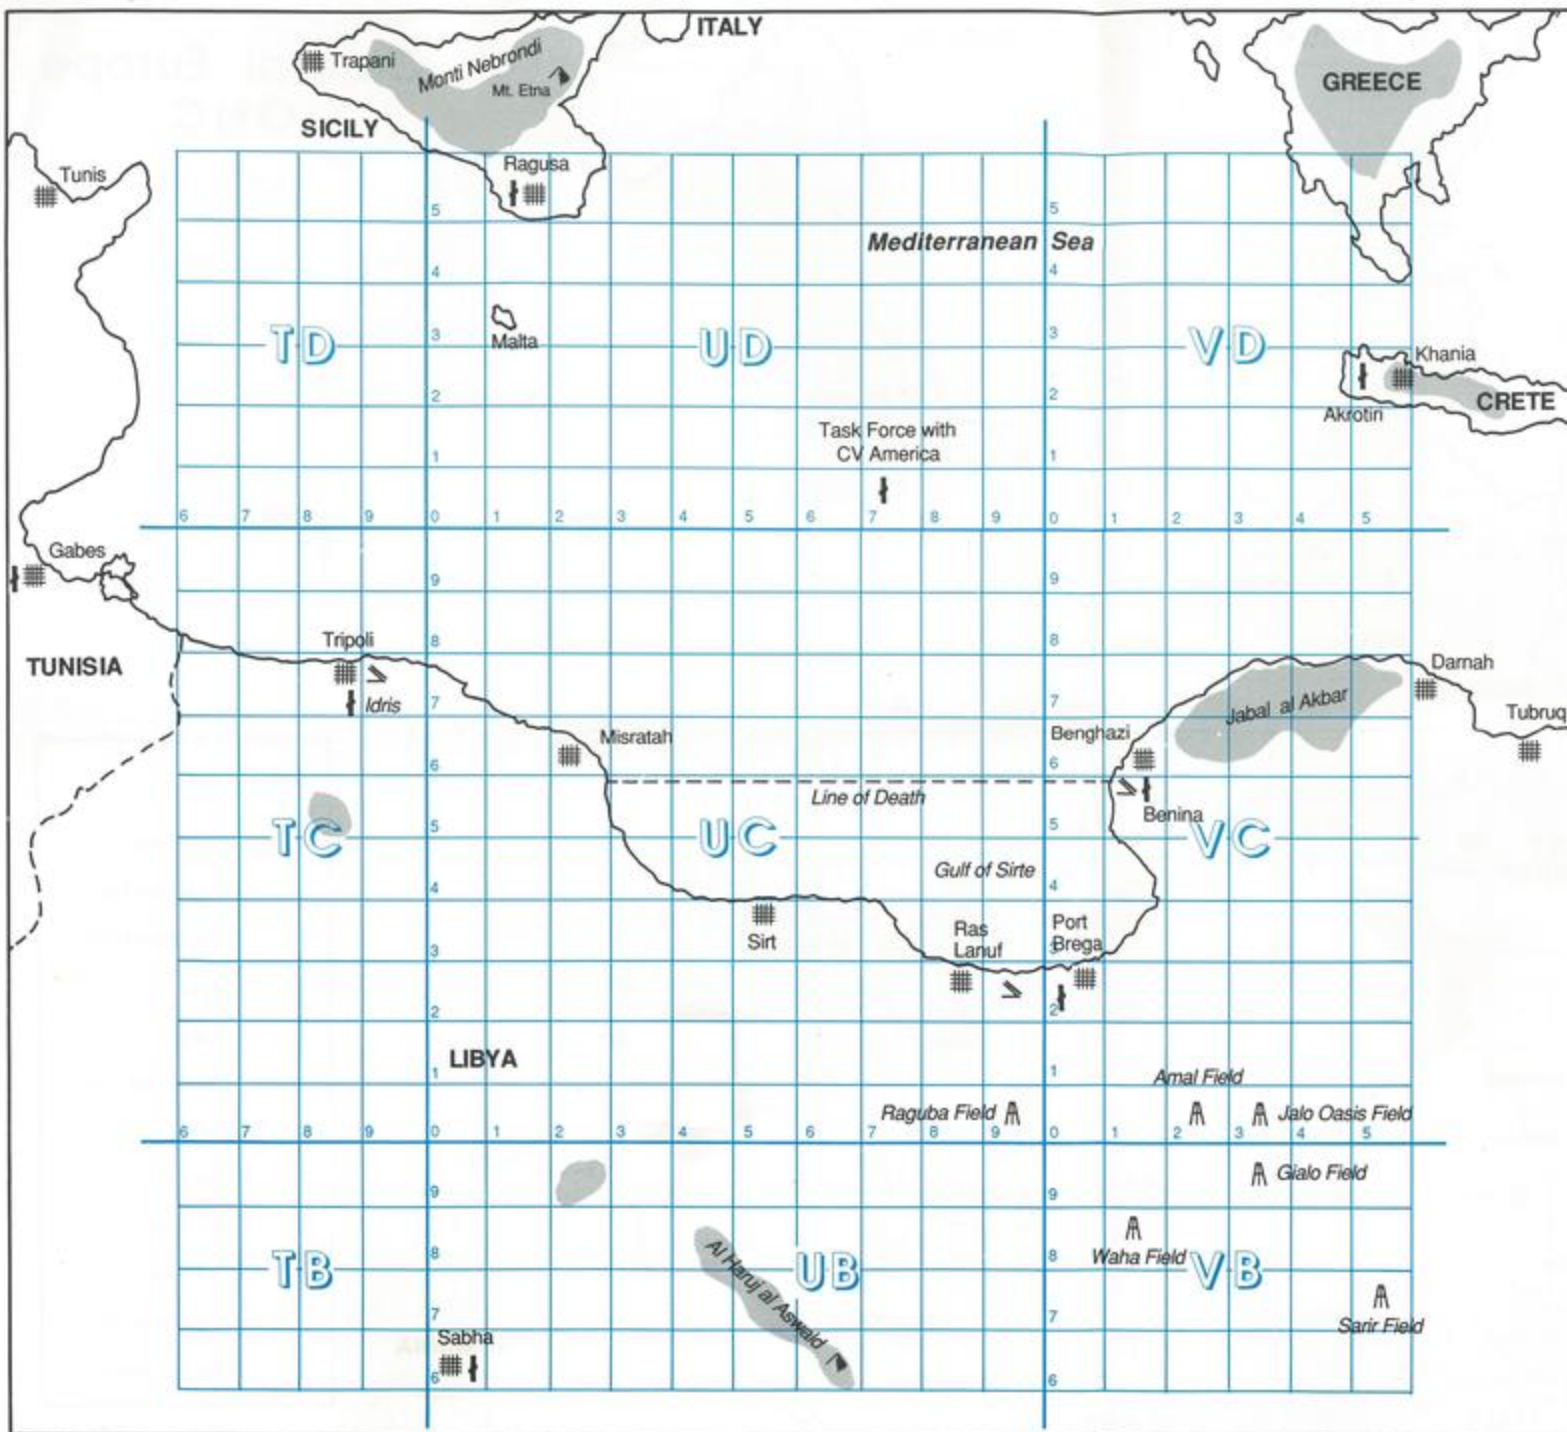 ITALY
Trapani
Monti Nebrondi
Mt. Etna
GREECE
SICILY
Tunis
Ragusa
5
5
Mediterranean Sea
4
4
TD
Malta
3
UD
3
VD
Khania
CRETE
2
2
Akrotiri
Task Force with
CV America
1
1
6 7 8 9 0 1 2 3 4 5 6 7 8 9 0 1 2 3 4 5
Gabes
9
9
TUNISIA
Tripoli
8
8
Darnah
Idris
7
7
Jabal al Akbar
Tubruq
Misratah
Benghazi
6
6
Line of Death
Benina
TC
5
UC
5
VC
Gulf of Sirte
4
4
Sirt
Ras
Lanuf
Port
Brega
3
3
2
2
LIBYA
1
1
Amal Field
Raguba Field
Jalo Oasis Field
6 7 8 9 0 1 2 3 4 5 6 7 8 9 0 1 2 3 4 5
Gialo Field
9
9
TB
8
Al Haruj al Aswald
UB
8
Waha Field
VB
7
7
Sarir Field
Sabha
6
6